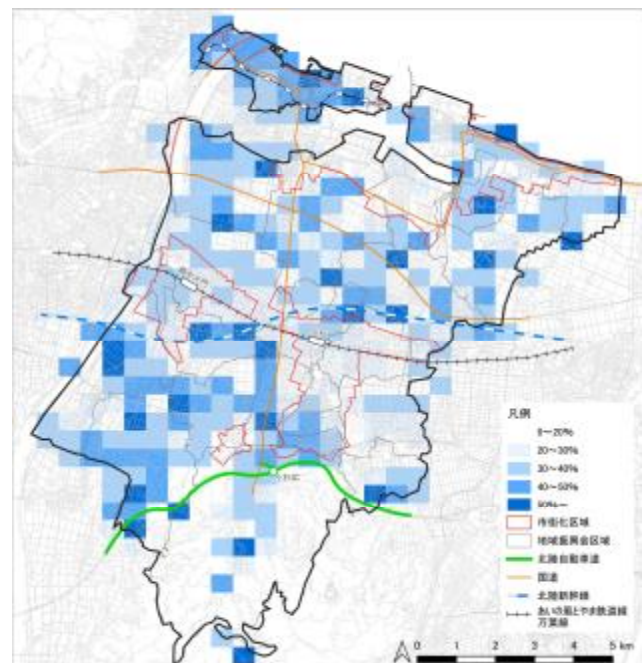 凡例
0～20%
20～30%
30～40%
40～50%
50%～
市街化区域
地域振興会区域
北陸自動車道
国道
北陸新幹線
あいの風とやま鉄道線
万葉線
0 1 2 3 4 5 km